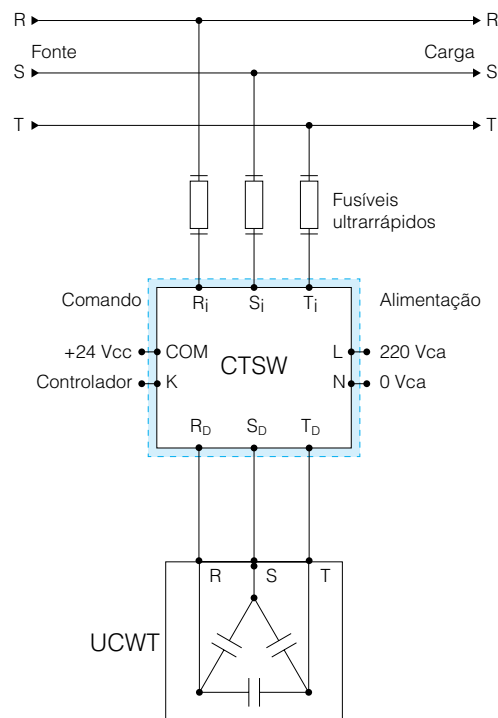 R R
Fonte Carga
S S
T T
Fusíveis
ultrarrápidos
Comando Ri Si Ti Alimentação
+24 Vcc COM CTSW L 220 Vca
Controlador K N 0 Vca
RD SD TD
R S T
UCWT